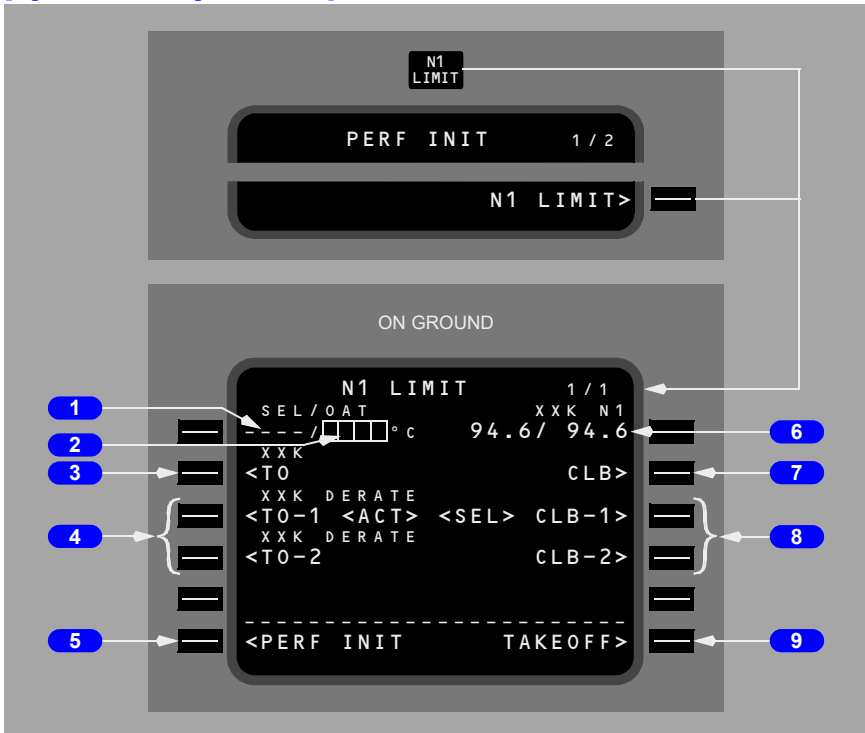 N1
LIMIT
PERF INIT 1/2
N1 LIMIT>
ON GROUND
N1 LIMIT 1/1
SEL/OAT XXK N1
----/□□□□°C 94.6/ 94.6
XXK
<TO CLB>
XXK DERATE
<TO-1 <ACT> <SEL> CLB-1>
XXK DERATE
<TO-2 CLB-2>
------------------------
<PERF INIT TAKEOFF>
1
2
3
4
5
6
7
8
9